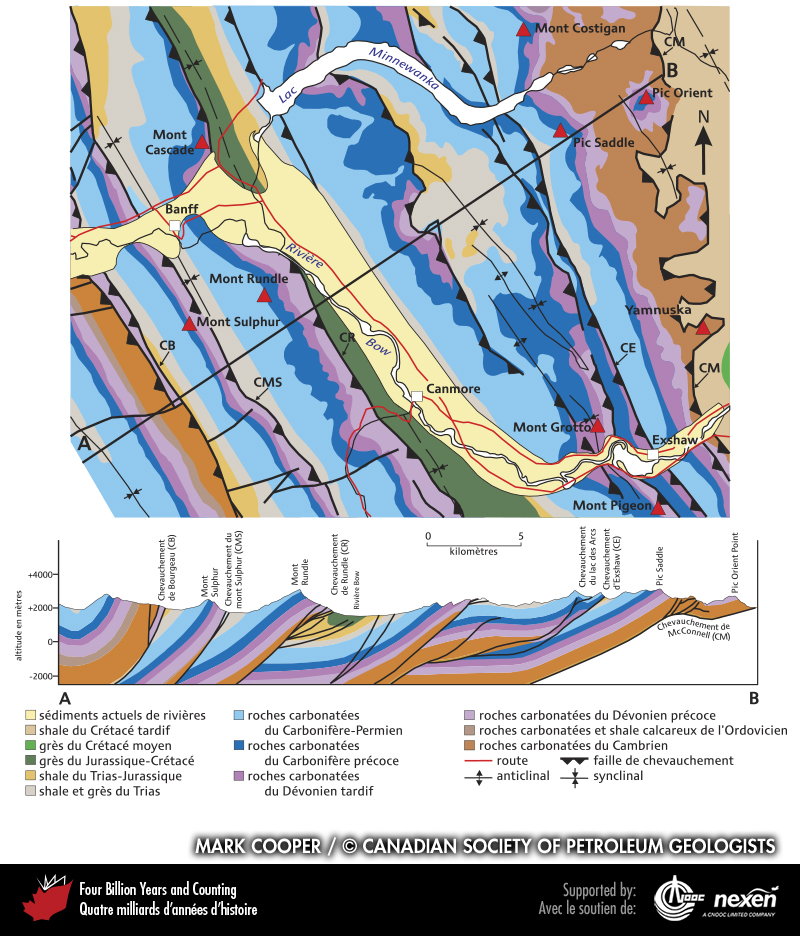 Mont Costigan
CM
B
Pic Orient
Lac
Minnewanka
N
Mont
Cascade
Pic Saddle
Banff
Rivière
Mont Rundle
Mont Sulphur
Yamnuska
CB
CR
Bow
CE
CMS
CM
Canmore
A
Mont Grotto
Exshaw
Mont Pigeon
altitude en mètres
+4000
+2000
0
-2000
Chevauchement
de Bourgeau (CB)
Mont
Sulphur
Chevauchement du
mont Sulphur (CMS)
Mont
Rundle
Chevauchement
de Rundle (CR)
Rivière Bow
0 5
kilomètres
Chevauchement
du lac des Arcs
Chevauchement
d'Exshaw (CE)
Pic Saddle
Pic Orient Point
Chevauchement de
McConnell (CM)
A
B
sédiments actuels de rivières
shale du Crétacé tardif
grès du Crétacé moyen
grès du Jurassique-Crétacé
shale du Trias-Jurassique
shale et grès du Trias
roches carbonatées
du Carbonifère-Permien
roches carbonatées
du Carbonifère précoce
roches carbonatées
du Dévonien tardif
roches carbonatées du Dévonien précoce
roches carbonatées et shale calcareux de l'Ordovicien
roches carbonatées du Cambrien
route
faille de chevauchement
anticlinal
synclinal
MARK COOPER / © CANADIAN SOCIETY OF PETROLEUM GEOLOGISTS
Four Billion Years and Counting
Quatre milliards d'années d'histoire
Supported by:
Avec le soutien de:
CNOOC
nexen
A CNOOC LIMITED COMPANY